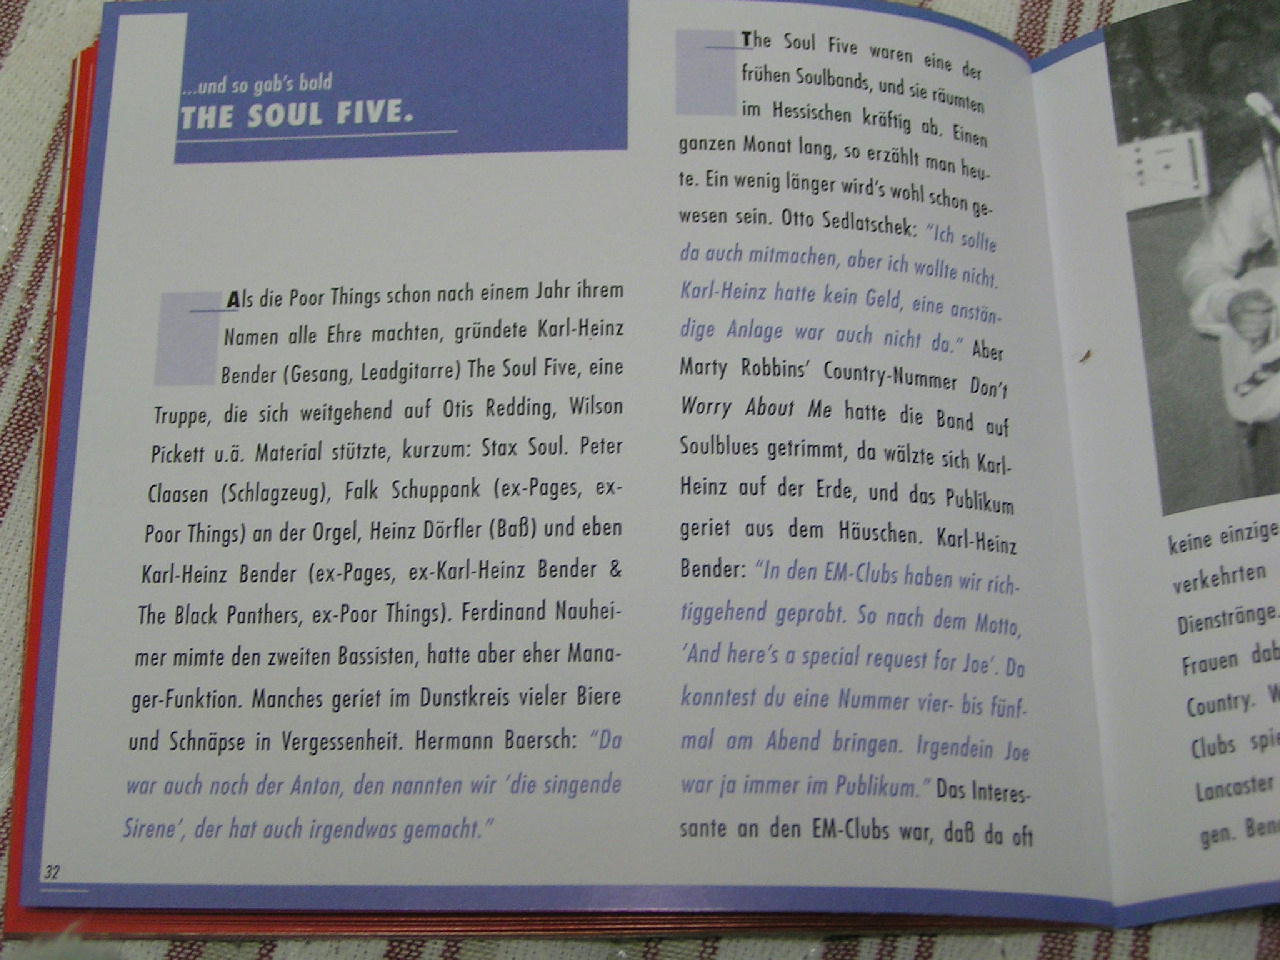 ...und so gab's bald
THE SOUL FIVE.
Als die Poor Things schon nach einem Jahr ihrem
Namen alle Ehre machten, gründete Karl-Heinz
Bender (Gesang, Leadgitarre) The Soul Five, eine
Truppe, die sich weitgehend auf Otis Redding, Wilson
Pickett u.ä. Material stützte, kurzum: Stax Soul. Peter
Claasen (Schlagzeug), Falk Schuppank (ex-Pages, ex-
Poor Things) an der Orgel, Heinz Dörfler (Baß) und eben
Karl-Heinz Bender (ex-Pages, ex-Karl-Heinz Bender &
The Black Panthers, ex-Poor Things). Ferdinand Nauhei-
mer mimte den zweiten Bassisten, hatte aber eher Mana-
ger-Funktion. Manches geriet im Dunstkreis vieler Biere
und Schnäpse in Vergessenheit. Hermann Baersch: "Da
war auch noch der Anton, den nannten wir 'die singende
Sirene', der hat auch irgendwas gemacht."
32
The Soul Five waren eine der
frühen Soulbands, und sie räumten
im Hessischen kräftig ab. Einen
ganzen Monat lang, so erzählt man heu-
te. Ein wenig länger wird's wohl schon ge-
wesen sein. Otto Sedlatschek: "Ich sollte
da auch mitmachen, aber ich wollte nicht.
Karl-Heinz hatte kein Geld, eine anstän-
dige Anlage war auch nicht da." Aber
Marty Robbins' Country-Nummer Don't
Worry About Me hatte die Band auf
Soulblues getrimmt, da wälzte sich Karl-
Heinz auf der Erde, und das Publikum
geriet aus dem Häuschen. Karl-Heinz
Bender: "In den EM-Clubs haben wir rich-
tiggehend geprobt. So nach dem Motto,
'And here's a special request for Joe'. Da
konntest du eine Nummer vier- bis fünf-
mal am Abend bringen. Irgendein Joe
war ja immer im Publikum." Das Interes-
sante an den EM-Clubs war, daß da oft
keine einzige
verkehrten
Dienstränge.
Frauen dab
Country. W
Clubs spie
Lancaster
gen. Ben